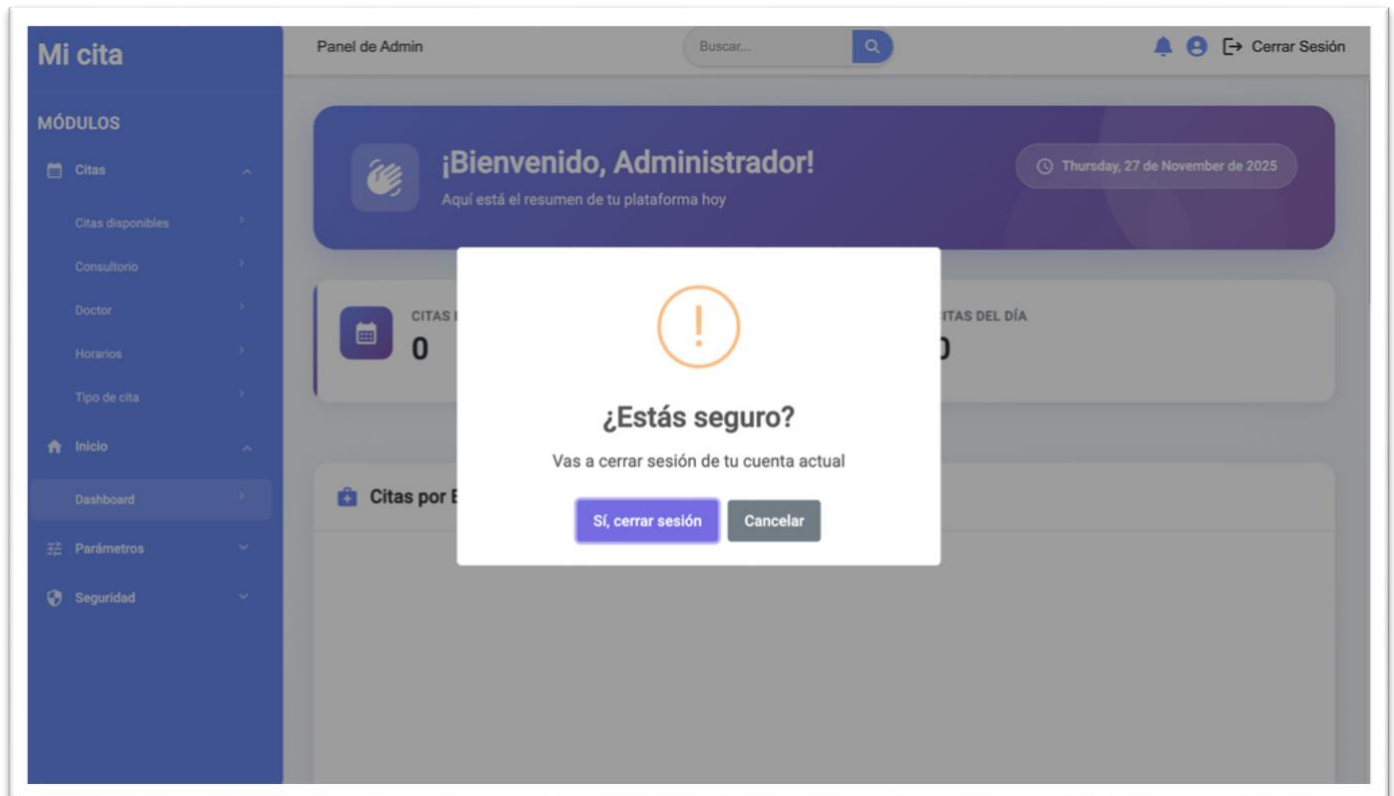 Mi cita
Panel de Admin
Buscar...
Cerrar Sesión
MÓDULOS
Citas
Citas disponibles
Consultorio
Doctor
Horarios
Tipo de cita
Inicio
Dashboard
Parámetros
Seguridad
¡Bienvenido, Administrador!
Aquí está el resumen de tu plataforma hoy
Thursday, 27 de November de 2025
CITAS
0
ITAS DEL DÍA
Citas por
¿Estás seguro?
Vas a cerrar sesión de tu cuenta actual
Sí, cerrar sesión
Cancelar